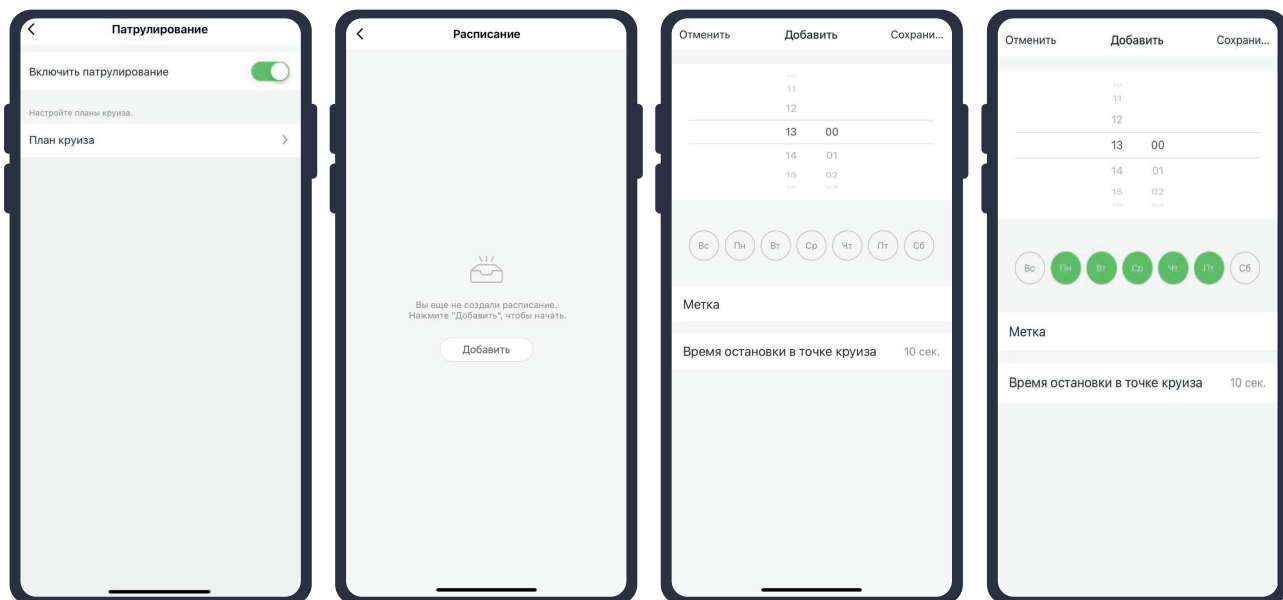 Патрулирование
Включить патрулирование
Настройте планы круиза.
План круиза
Расписание
Вы еще не создали расписание.
Нажмите "Добавить", чтобы начать.
Добавить
Отменить Добавить Сохрани...
11
12
13 00
14 01
15 02
Вс Пн Вт Ср Чт Пт Сб
Метка
Время остановки в точке круиза 10 сек.
Отменить Добавить Сохрани...
11
12
13 00
14 01
15 02
Вс Пн Вт Ср Чт Пт Сб
Метка
Время остановки в точке круиза 10 сек.